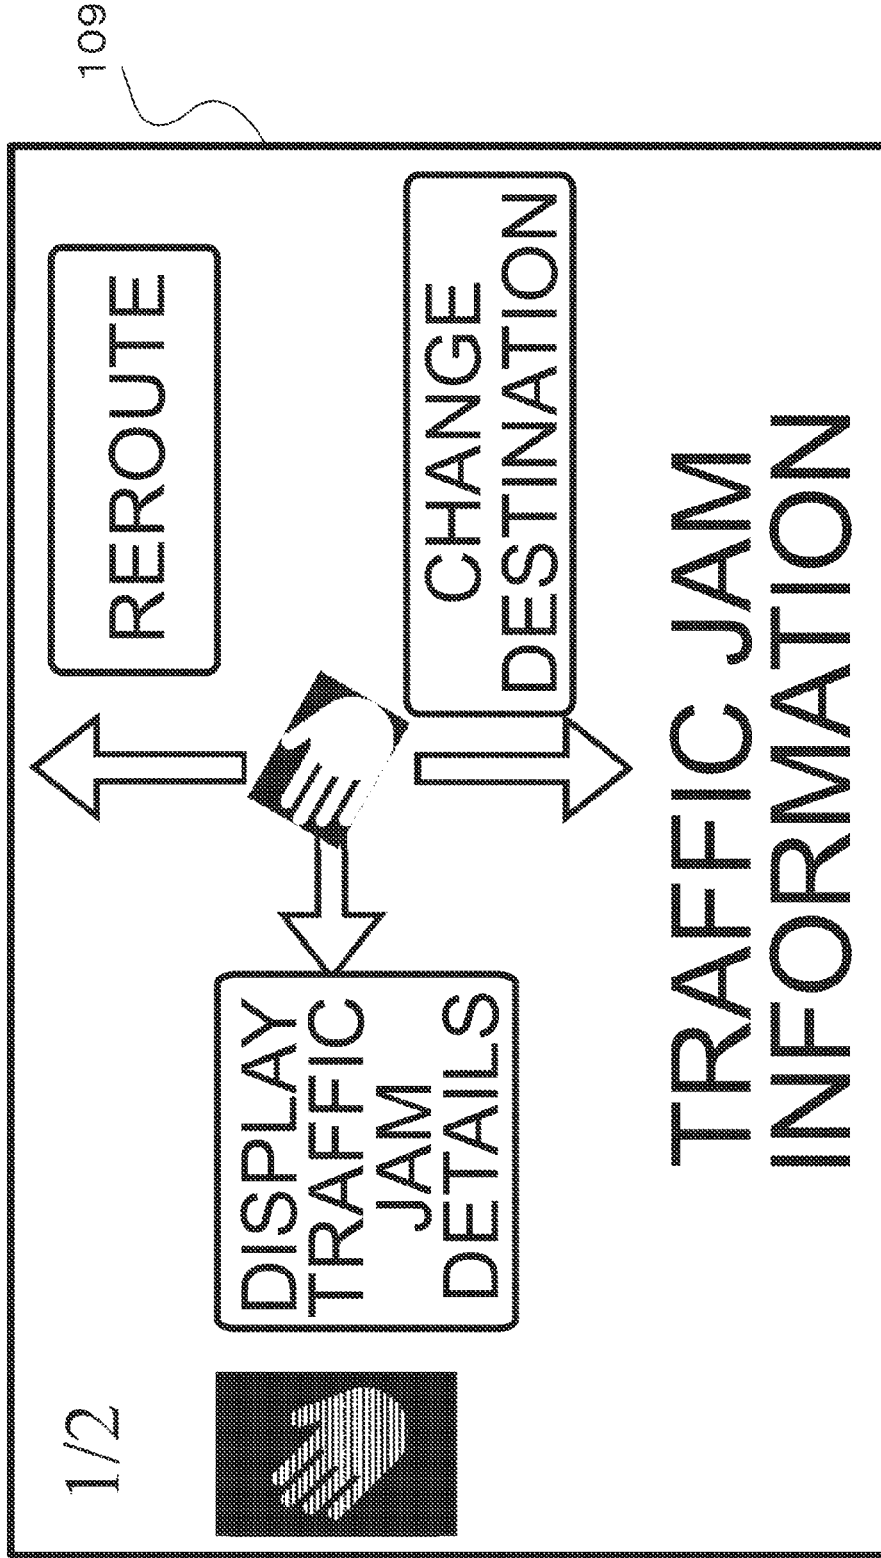 109
1/2
REROUTE
DISPLAY
TRAFFIC
JAM
DETAILS
CHANGE
DESTINATION
TRAFFIC JAM
INFORMATION